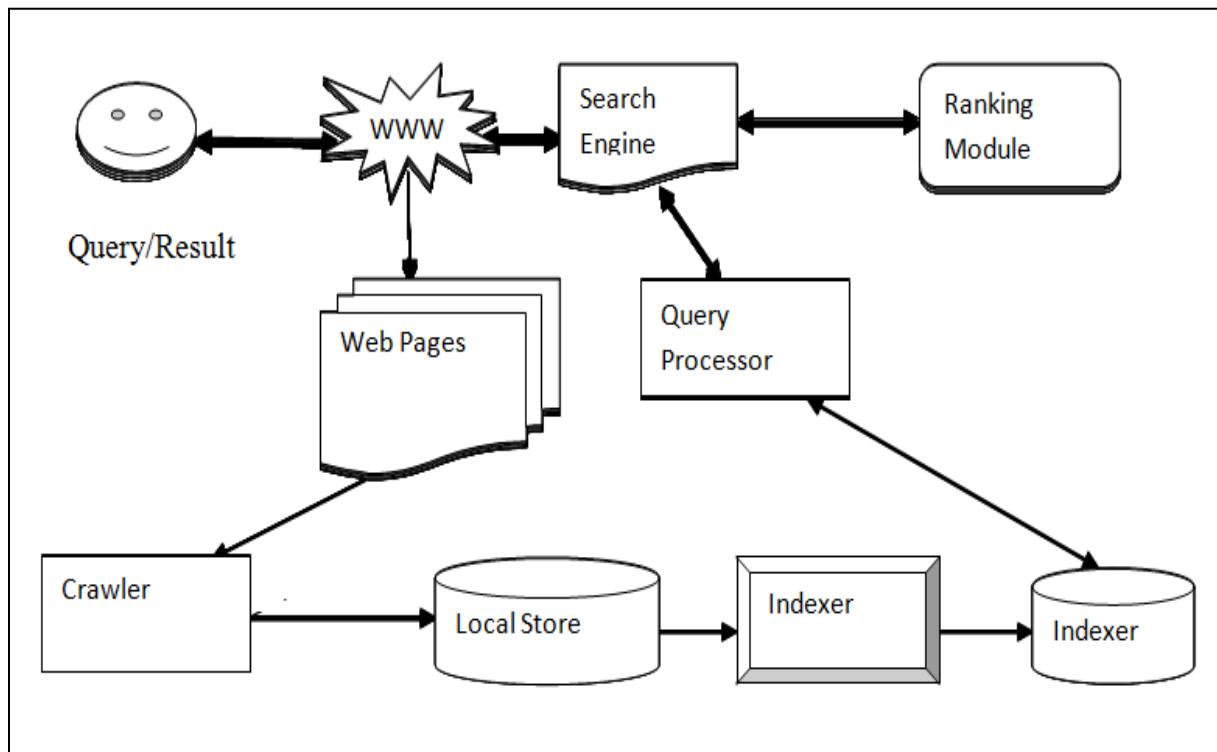 WWW
Search
Engine
Ranking
Module
Query/Result
Web Pages
Query
Processor
Crawler
Local Store
Indexer
Indexer